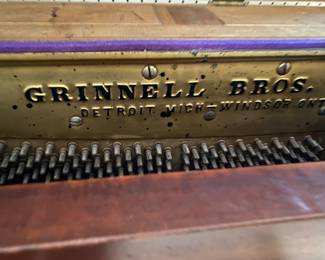 GRINNELL BROS.
DETROIT MICH-WINDSOR ONT